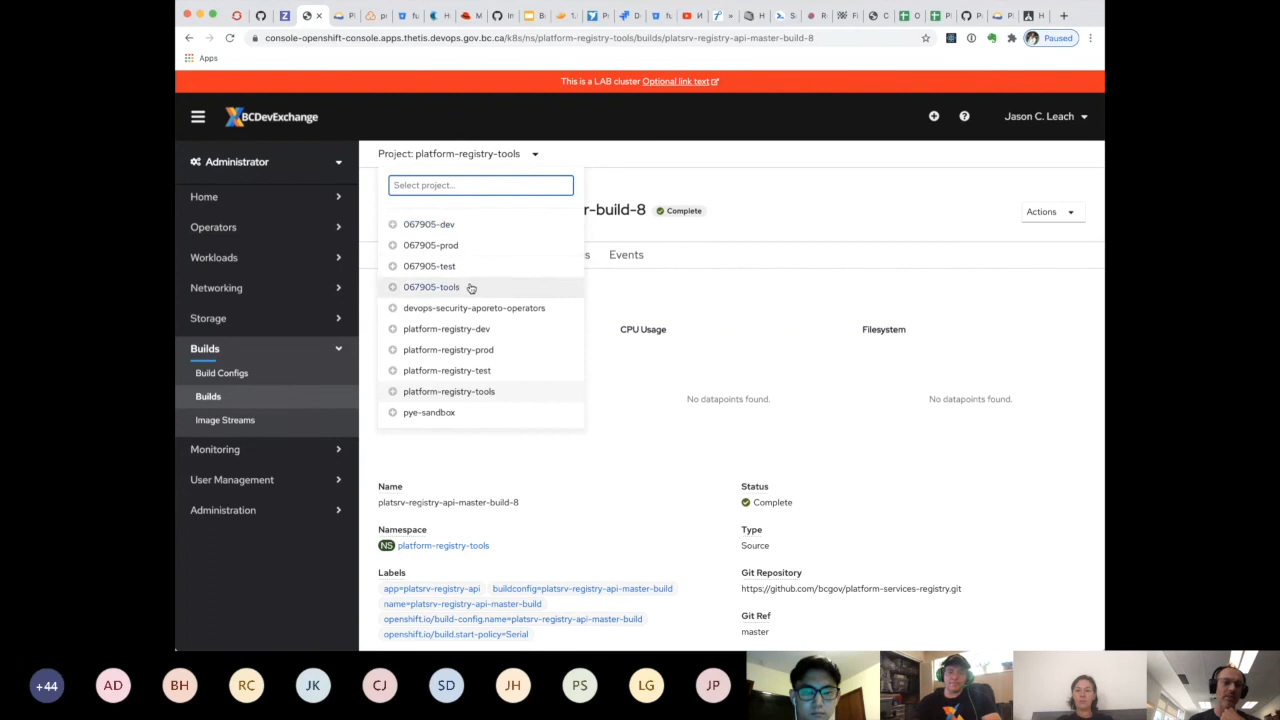 console-openshift-console.apps.thetis.devops.gov.bc.ca/k8s/ns/platform-registry-tools/builds/platsrv-registry-api-master-build-8
Paused
Apps
This is a LAB cluster Optional link text
BCDevExchange
Jason C. Leach
Administrator
Home
Operators
Workloads
Networking
Storage
Builds
Build Configs
Builds
Image Streams
Monitoring
User Management
Administration
Project: platform-registry-tools
Select project...
067905-dev
067905-prod
067905-test
067905-tools
devops-security-aporeto-operators
platform-registry-dev
platform-registry-prod
platform-registry-test
platform-registry-tools
pye-sandbox
r-build-8
Complete
Actions
s
Events
CPU Usage
Filesystem
No datapoints found.
No datapoints found.
Name
platsrv-registry-api-master-build-8
Namespace
NS platform-registry-tools
Labels
app=platsrv-registry-api
buildconfig=platsrv-registry-api-master-build
name=platsrv-registry-api-master-build
openshift.io/build-config.name=platsrv-registry-api-master-build
openshift.io/build.start-policy=Serial
Status
Complete
Type
Source
Git Repository
https://github.com/bcgov/platform-services-registry.git
Git Ref
master
+44
AD
BH
RC
JK
CJ
SD
JH
PS
LG
JP